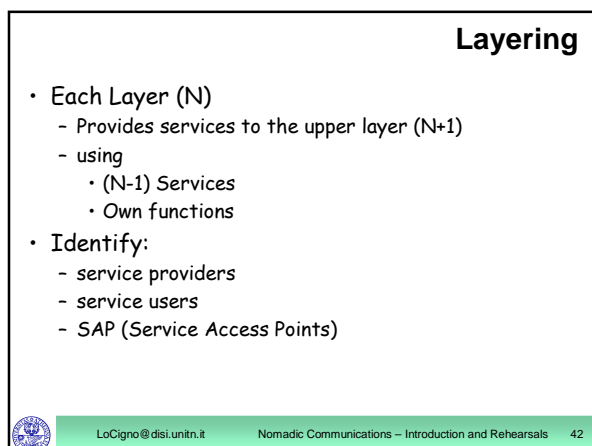 Layering
• Each Layer (N)
– Provides services to the upper layer (N+1)
– using
• (N-1) Services
• Own functions
• Identify:
– service providers
– service users
– SAP (Service Access Points)
LoCigno@disi.unitn.it Nomadic Communications – Introduction and Rehearsals 42